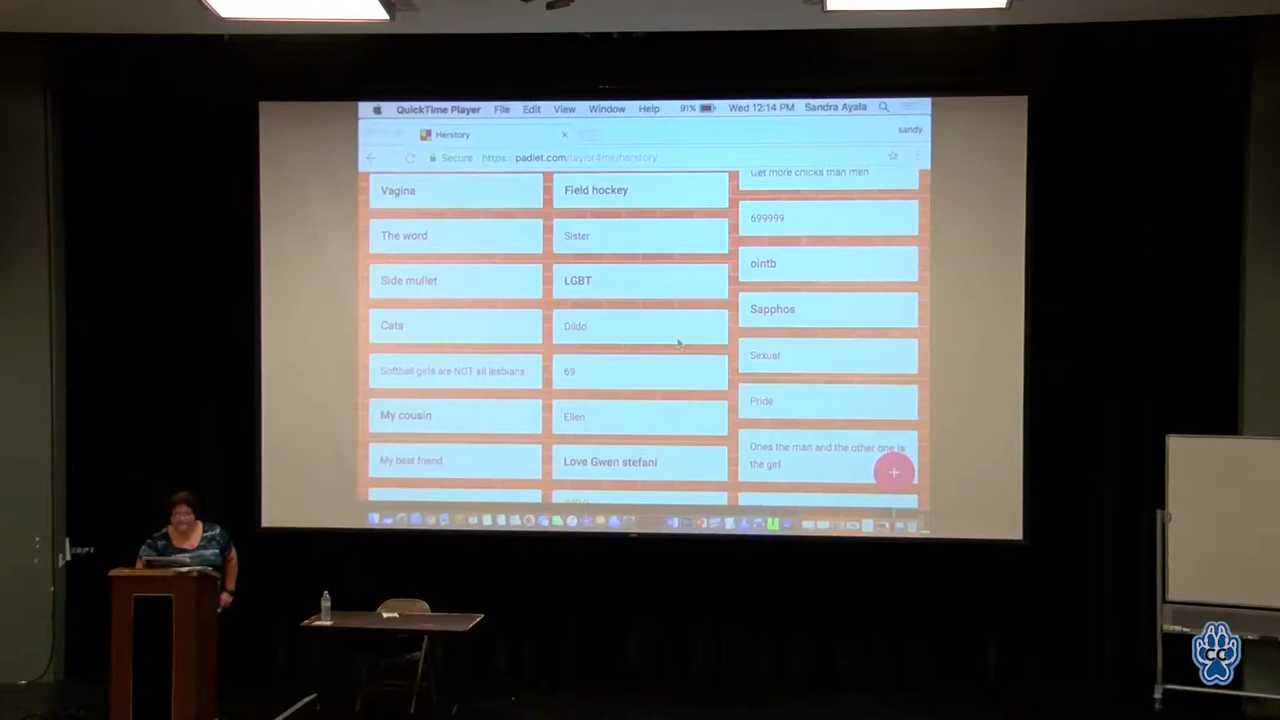 QuickTime Player File Edit View Window Help 91% Wed 12:14 PM Sandra Ayala
Herstory
sandy
Secure https://padlet.com/taylor4me/herstory
Vagina
The word
Side mullet
Cats
Softball girls are NOT all lesbians
My cousin
My best friend
Field hockey
Sister
LGBT
Dildo
69
Ellen
Love Gwen stefani
Get more chicks than men
699999
ointb
Sapphos
Sexual
Pride
Ones the man and the other one is
the girl
+
CC